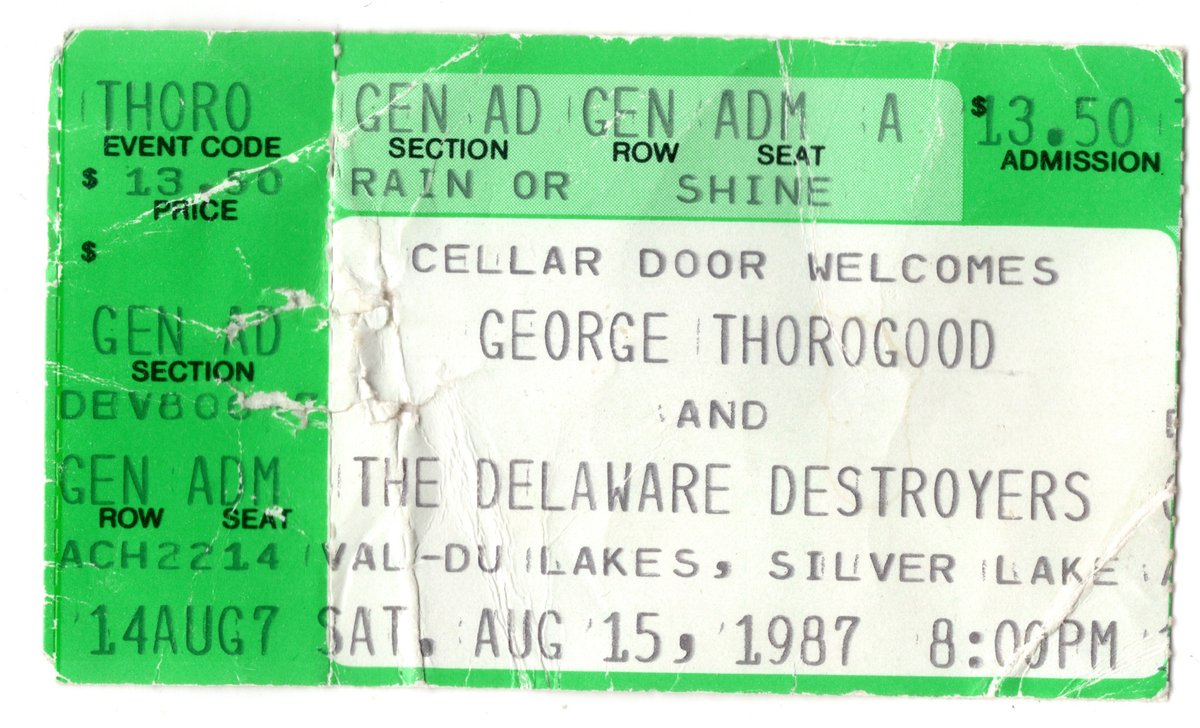 THORO
EVENT CODE
$ 13.50
PRICE
$
GEN AD
SECTION
GEN ADM
ROW SEAT
ACH2214
14AUG7
GEN AD GEN ADM A
SECTION ROW SEAT
RAIN OR SHINE
$13.50
ADMISSION
CELLAR DOOR WELCOMES
GEORGE THOROGOOD
AND
THE DELAWARE DESTROYERS
VAL-DU LAKES, SILVER LAKE
SAT, AUG 15, 1987 8:00PM